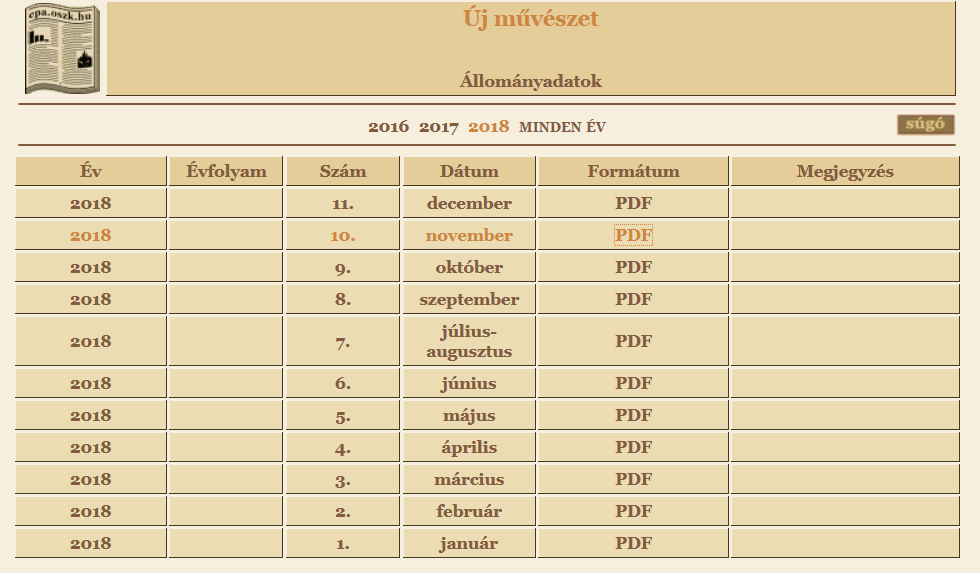 epa.oszk.hu
Új művészet
Állományadatok
2016 2017 2018 MINDEN ÉV
súgó
Év Évfolyam Szám Dátum Formátum Megjegyzés
2018 11. december PDF
2018 10. november PDF
2018 9. október PDF
2018 8. szeptember PDF
2018 7. július-
augusztus PDF
2018 6. június PDF
2018 5. május PDF
2018 4. április PDF
2018 3. március PDF
2018 2. február PDF
2018 1. január PDF